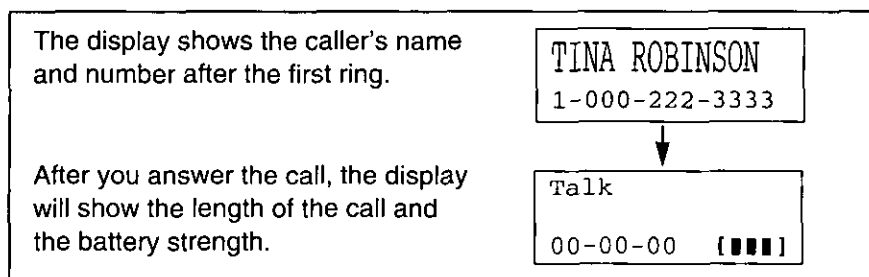 The display shows the caller's name
and number after the first ring.
TINA ROBINSON
1-000-222-3333
After you answer the call, the display
will show the length of the call and
the battery strength.
Talk
00-00-00 [▮▮▮]